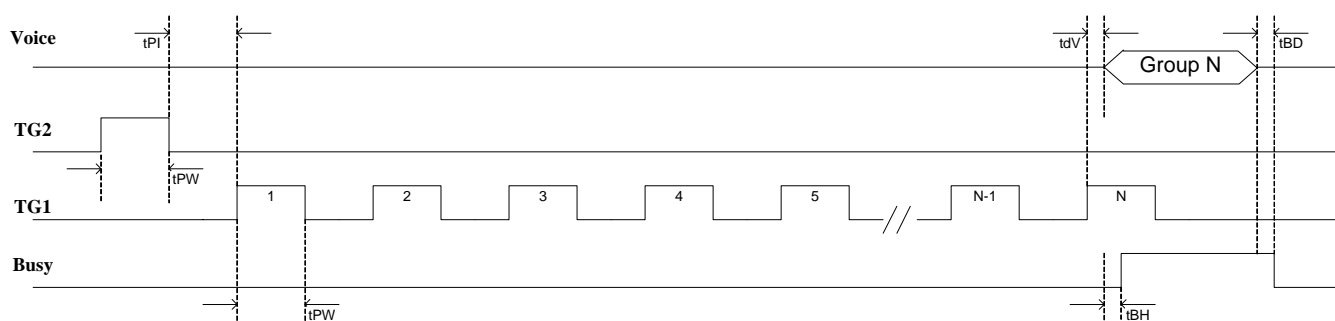 Voice
tPI
tdV
tBD
Group N
TG2
tPW
TG1
1
2
3
4
5
N-1
N
Busy
tPW
tBH